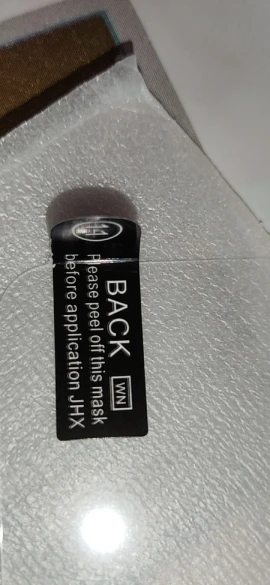 BACK WN
Please peel off this mask
before application JHX